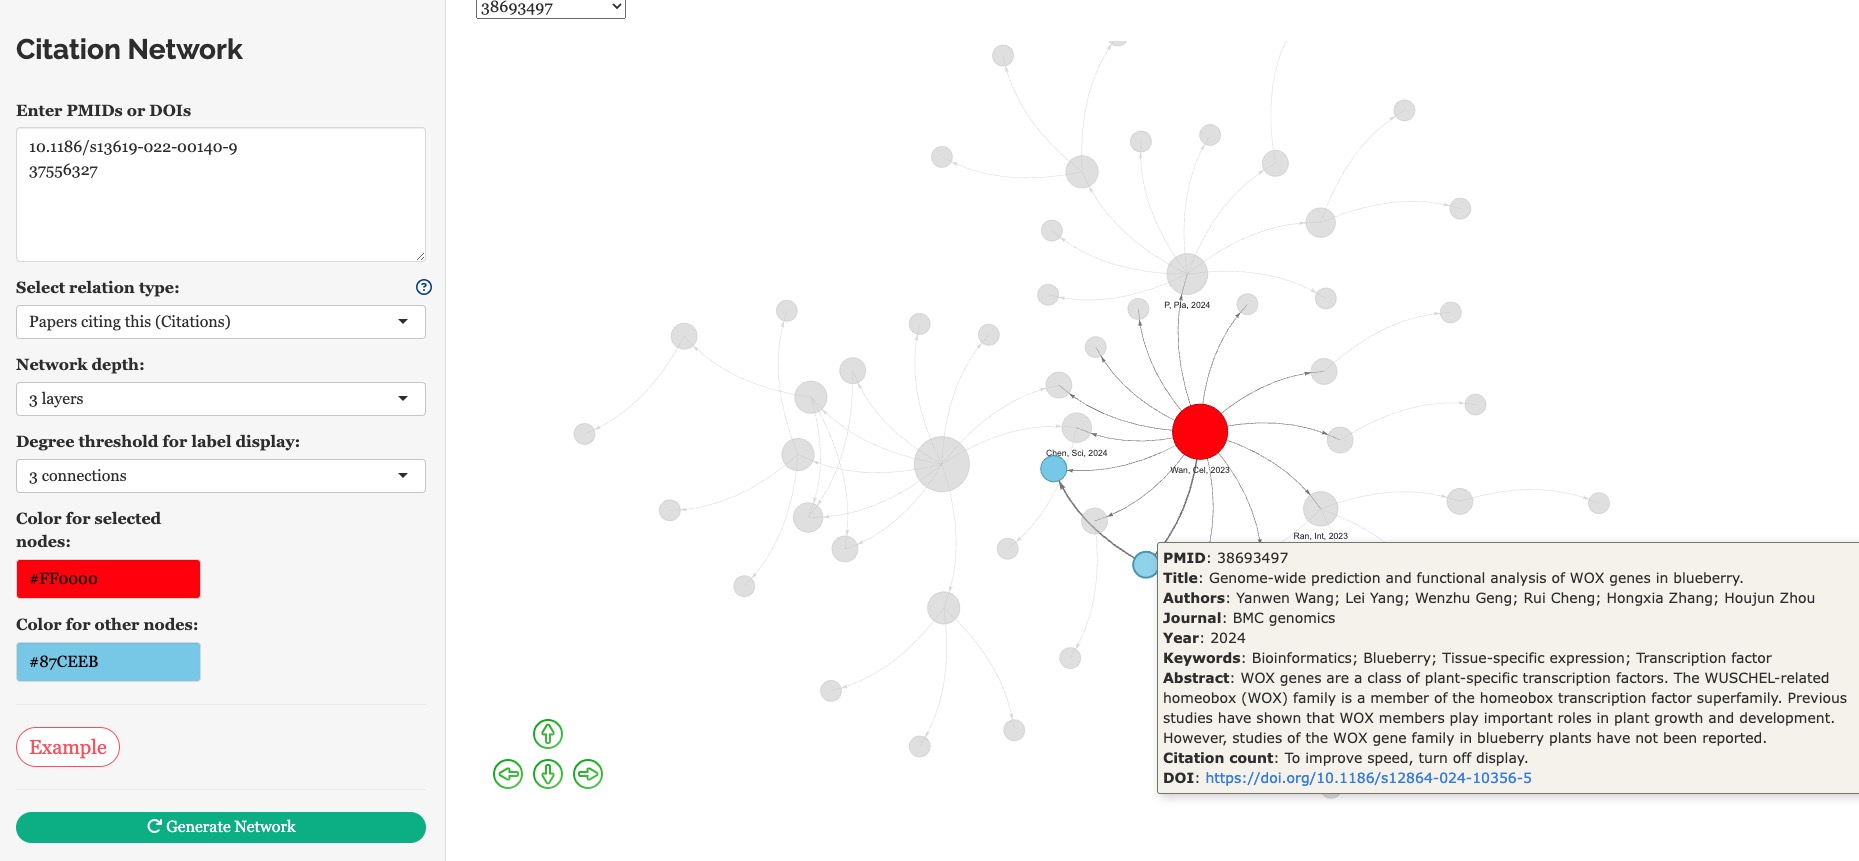 38693497
Citation Network
Enter PMIDs or DOIs
10.1186/s13619-022-00140-9
37556327
Select relation type:
?
Papers citing this (Citations)
Network depth:
3 layers
Degree threshold for label display:
3 connections
Color for selected
nodes:
#FF0000
Color for other nodes:
#87CEEB
Example
Generate Network
P, Pla, 2024
Chen, Sci, 2024
Wan, Cel, 2023
Ran, Int, 2023
PMID: 38693497
Title: Genome-wide prediction and functional analysis of WOX genes in blueberry.
Authors: Yanwen Wang; Lei Yang; Wenzhu Geng; Rui Cheng; Hongxia Zhang; Houjun Zhou
Journal: BMC genomics
Year: 2024
Keywords: Bioinformatics; Blueberry; Tissue-specific expression; Transcription factor
Abstract: WOX genes are a class of plant-specific transcription factors. The WUSCHEL-related
homeobox (WOX) family is a member of the homeobox transcription factor superfamily. Previous
studies have shown that WOX members play important roles in plant growth and development.
However, studies of the WOX gene family in blueberry plants have not been reported.
Citation count: To improve speed, turn off display.
DOI: https://doi.org/10.1186/s12864-024-10356-5